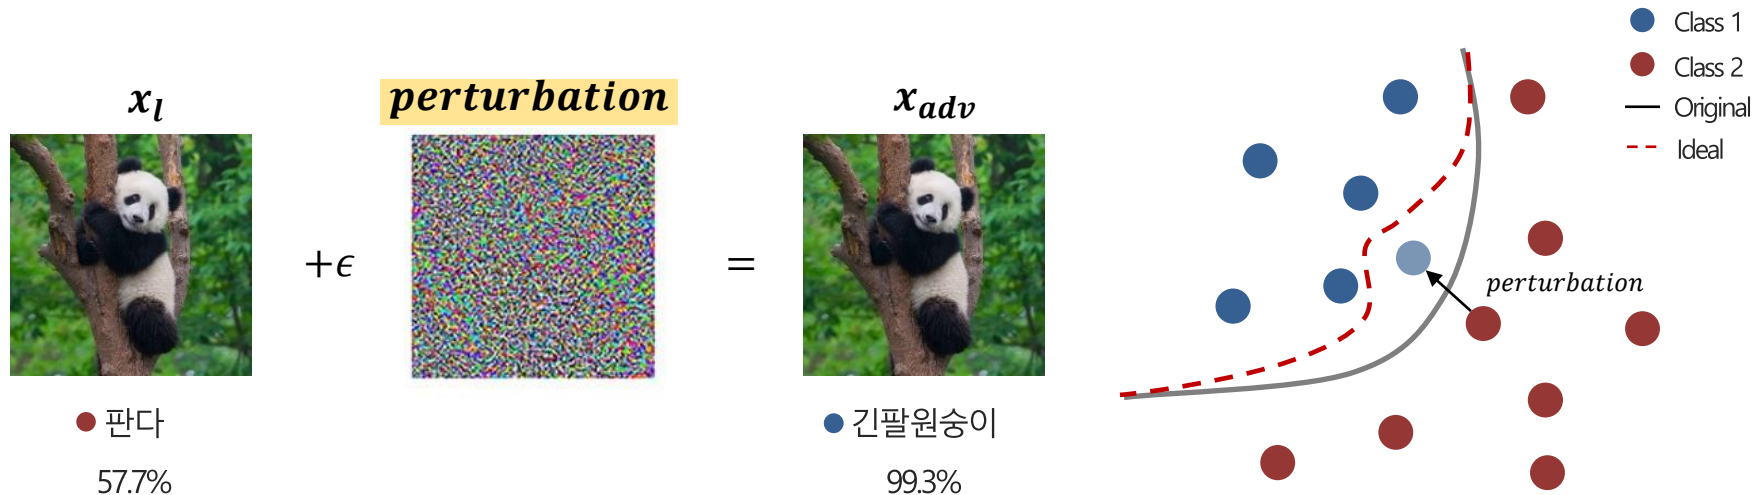 x_l
perturbation
x_adv
+ϵ
=
판다
57.7%
긴팔원숭이
99.3%
Class 1
Class 2
Original
Ideal
perturbation